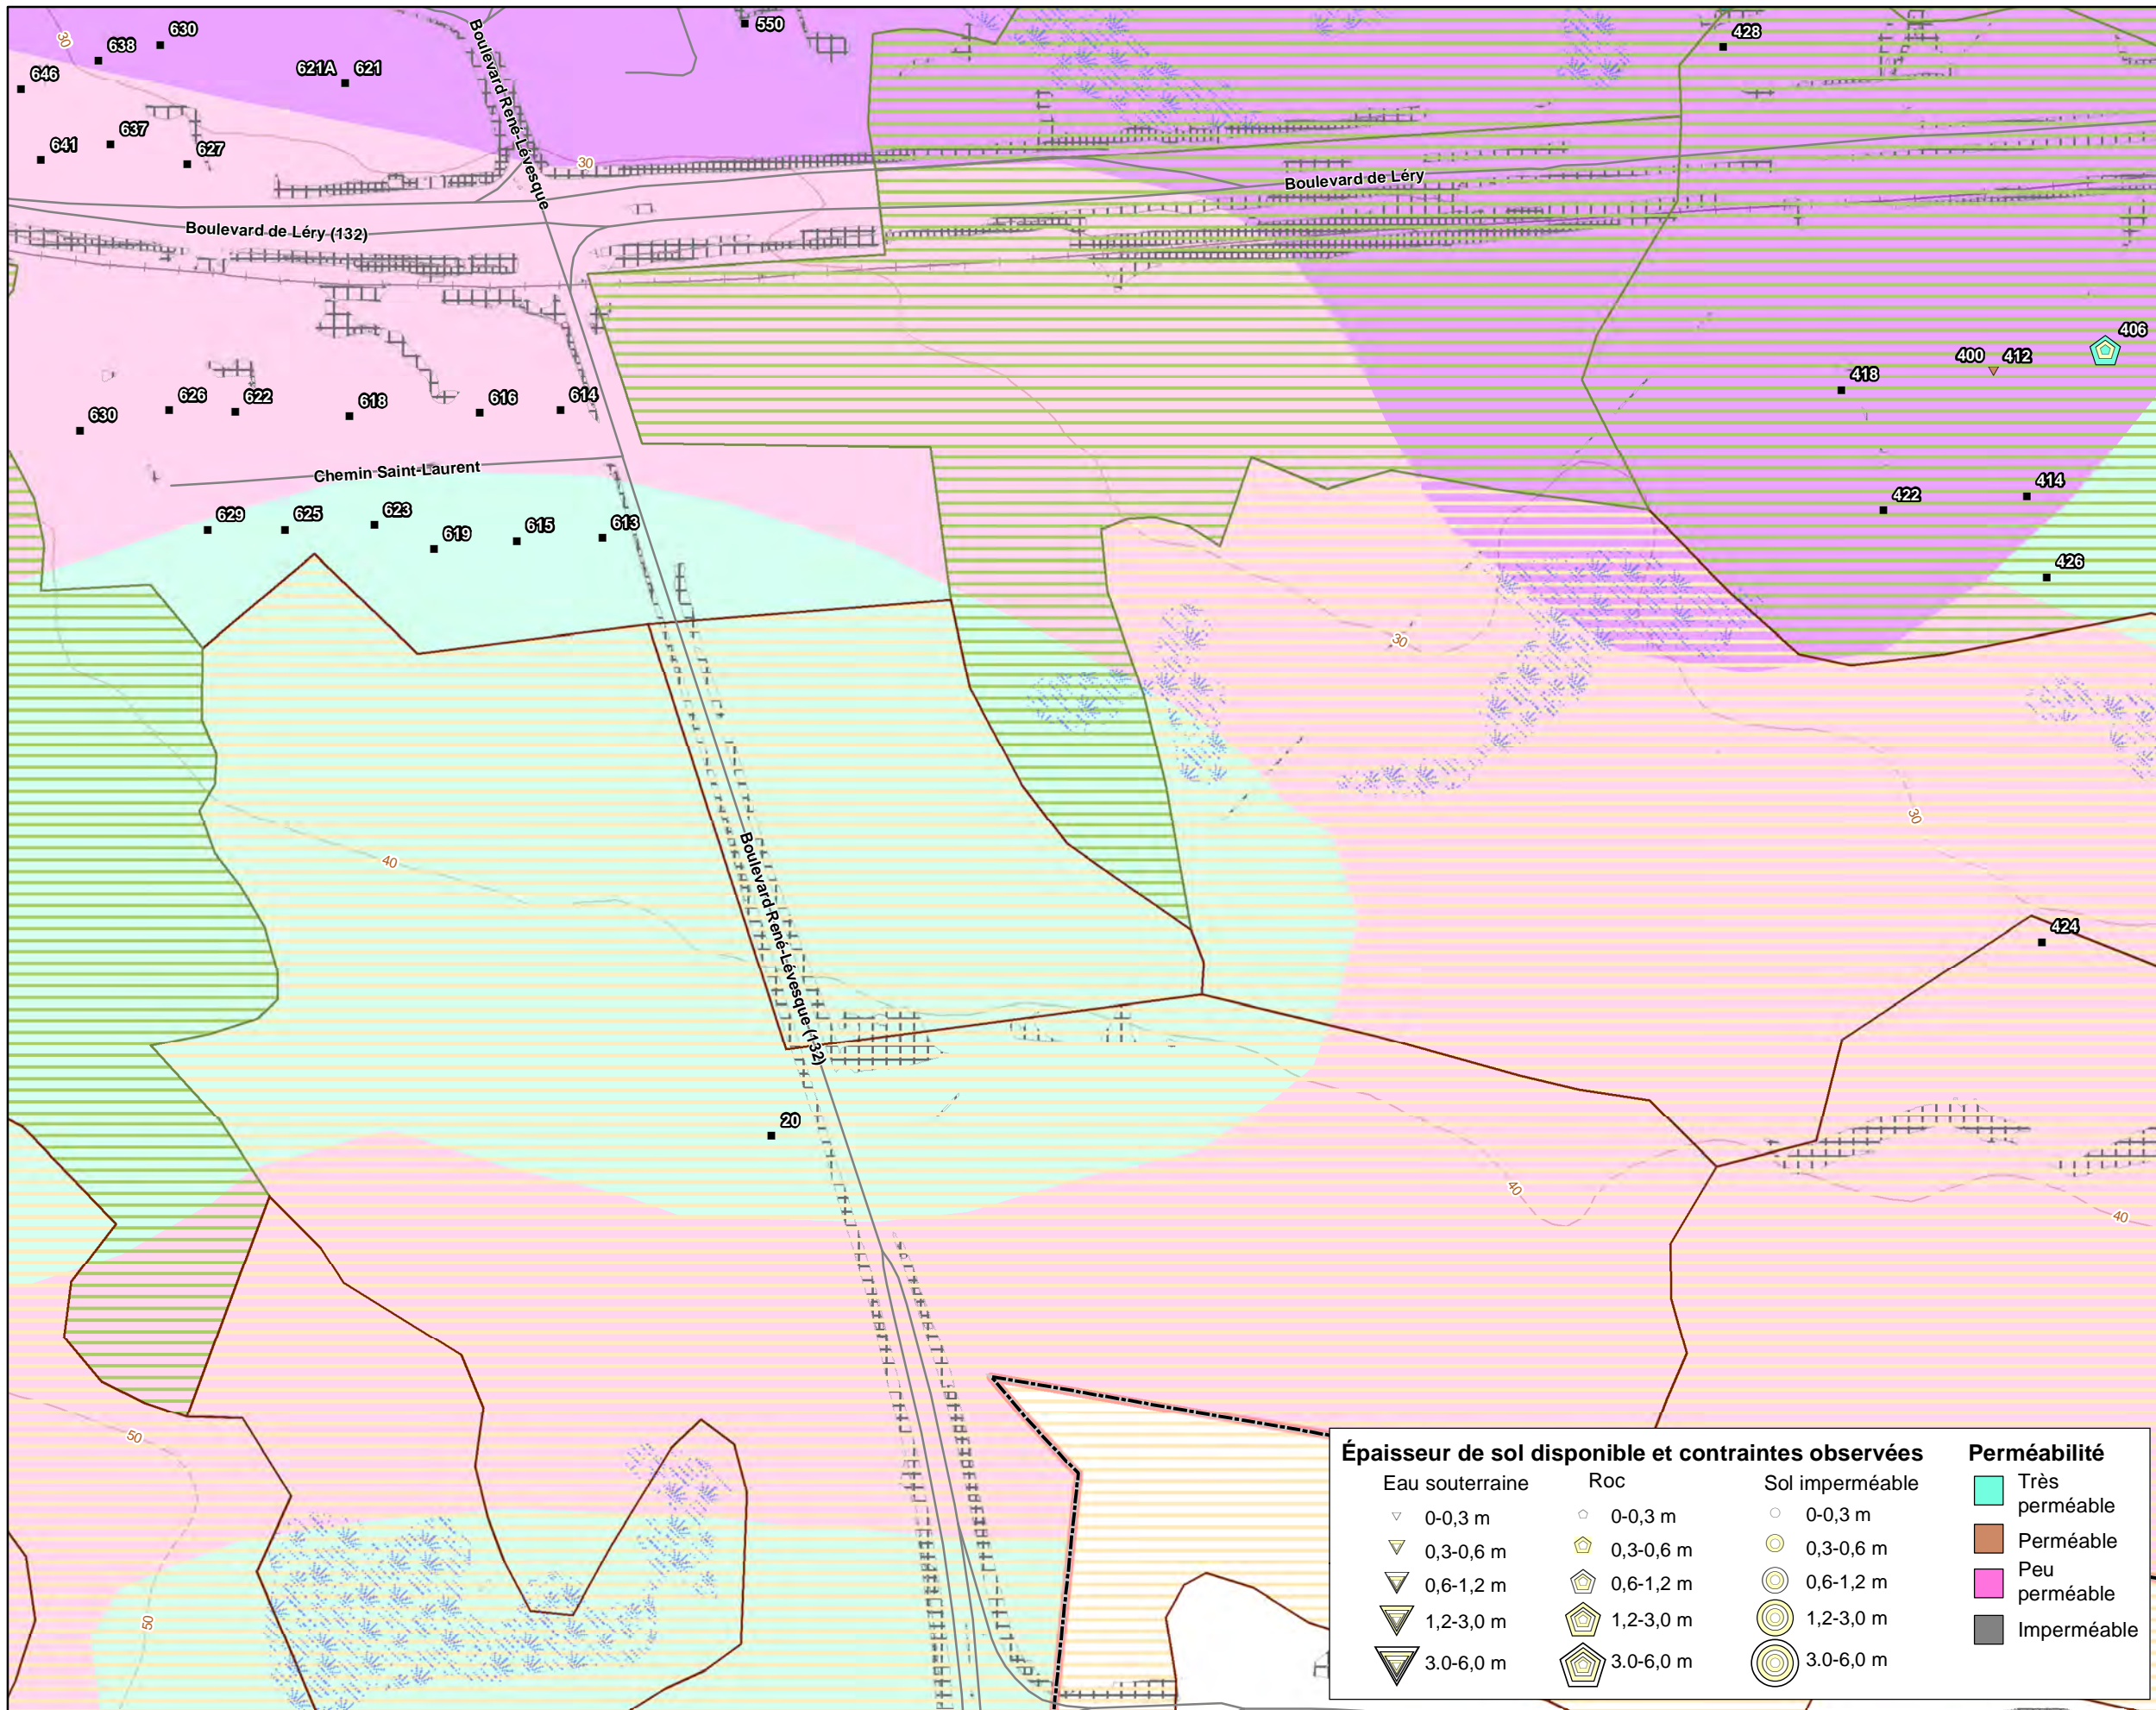 550
428
630
638
30
646
621A
621
Boulevard René-Lévesque
637
641
627
30
Boulevard de Léry
Boulevard de Léry (132)
406
400
412
418
626
622
618
616
614
630
Chemin Saint-Laurent
414
422
629
625
623
619
615
613
426
30
30
40
Boulevard René-Lévesque (132)
424
20
40
40
50
50
Épaisseur de sol disponible et contraintes observées
Eau souterraine
0-0,3 m
0,3-0,6 m
0,6-1,2 m
1,2-3,0 m
3.0-6,0 m
Roc
0-0,3 m
0,3-0,6 m
0,6-1,2 m
1,2-3,0 m
3.0-6,0 m
Sol imperméable
0-0,3 m
0,3-0,6 m
0,6-1,2 m
1,2-3,0 m
3.0-6,0 m
Perméabilité
Très
perméable
Perméable
Peu
perméable
Imperméable